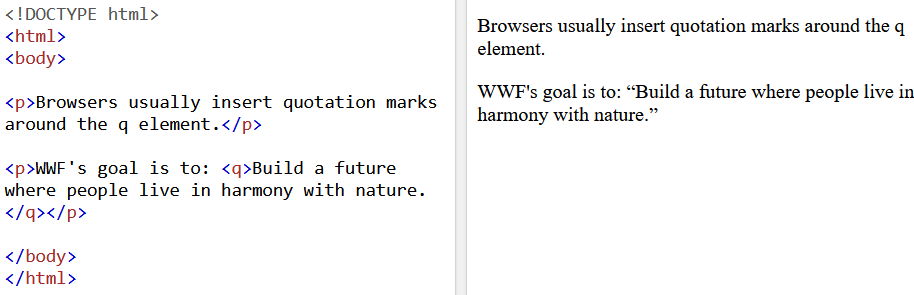 <!DOCTYPE html>
<html>
<body>
<p>Browsers usually insert quotation marks
around the q element.</p>
<p>WWF's goal is to: <q>Build a future
where people live in harmony with nature.
</q></p>
</body>
</html>
Browsers usually insert quotation marks around the q
element.
WWF's goal is to: “Build a future where people live in
harmony with nature.”